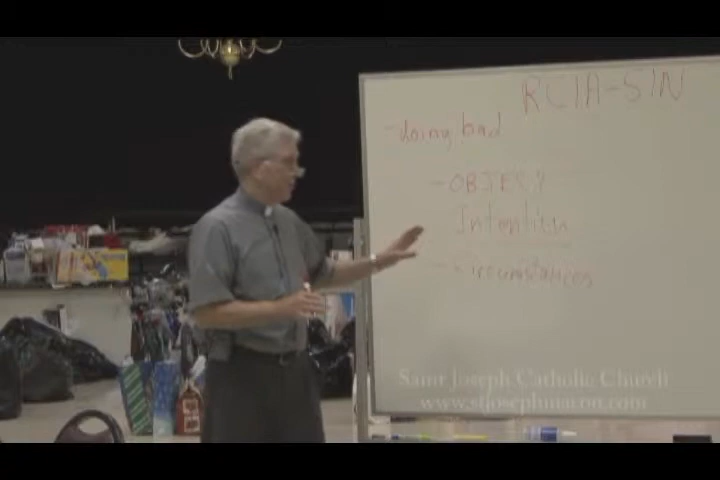 RCIA-SIN
- doing bad
- OBJECT
Intention
- Circumstances
Saint Joseph Catholic Church
www.stjosephmacon.com